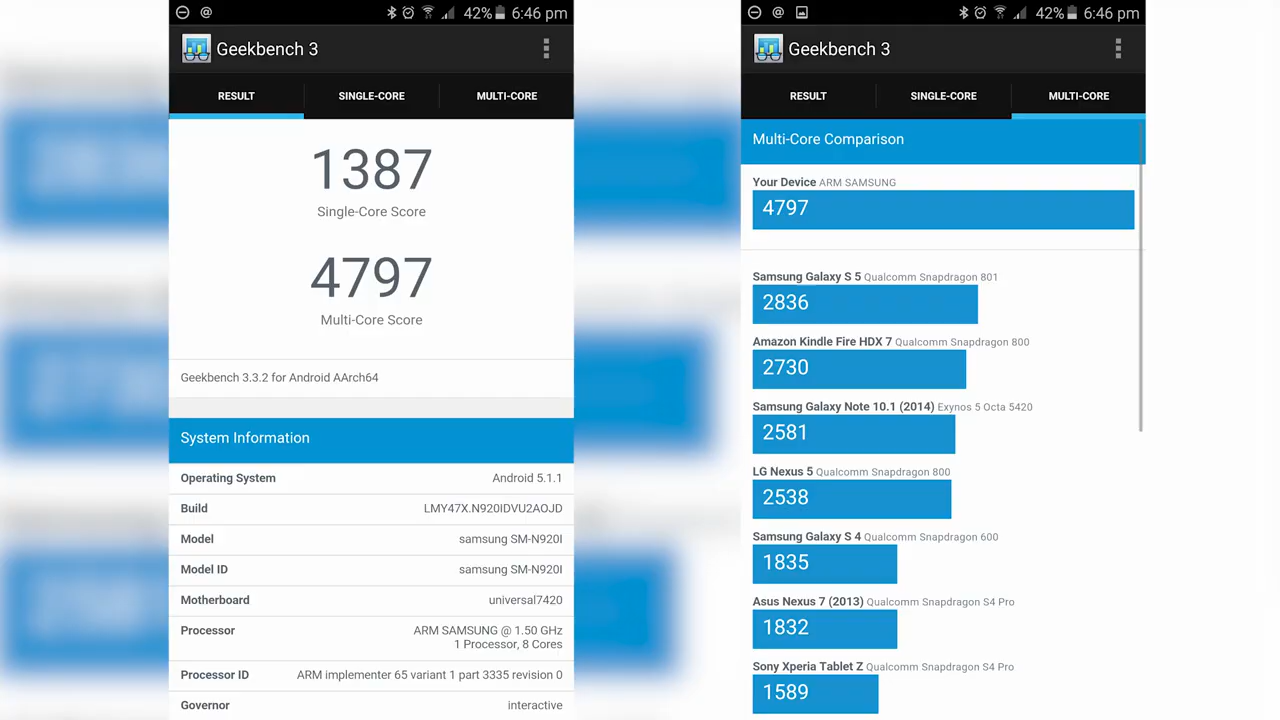 42% 6:46 pm
Geekbench 3
RESULT SINGLE-CORE MULTI-CORE
1387
Single-Core Score
4797
Multi-Core Score
Geekbench 3.3.2 for Android AArch64
System Information
Operating System Android 5.1.1
Build LMY47X.N920IDVU2AOJD
Model samsung SM-N920I
Model ID samsung SM-N920I
Motherboard universal7420
Processor ARM SAMSUNG @ 1.50 GHz
1 Processor, 8 Cores
Processor ID ARM implementer 65 variant 1 part 3335 revision 0
Governor interactive
42% 6:46 pm
Geekbench 3
RESULT SINGLE-CORE MULTI-CORE
Multi-Core Comparison
Your Device ARM SAMSUNG
4797
Samsung Galaxy S 5 Qualcomm Snapdragon 801
2836
Amazon Kindle Fire HDX 7 Qualcomm Snapdragon 800
2730
Samsung Galaxy Note 10.1 (2014) Exynos 5 Octa 5420
2581
LG Nexus 5 Qualcomm Snapdragon 800
2538
Samsung Galaxy S 4 Qualcomm Snapdragon 600
1835
Asus Nexus 7 (2013) Qualcomm Snapdragon S4 Pro
1832
Sony Xperia Tablet Z Qualcomm Snapdragon S4 Pro
1589